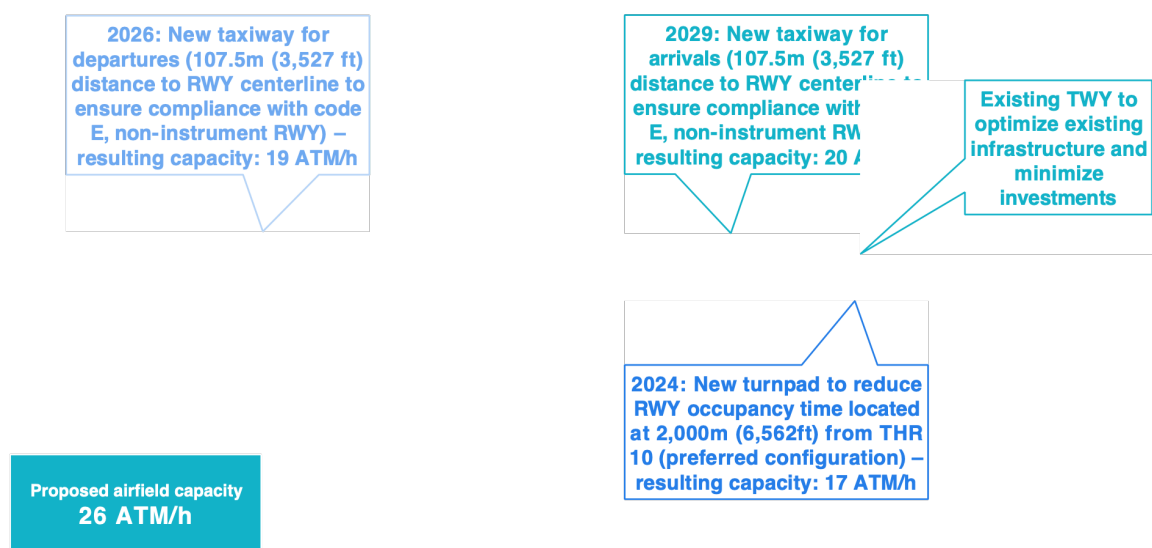 2026: New taxiway for
departures (107.5m (3,527 ft)
distance to RWY centerline to
ensure compliance with code
E, non-instrument RWY) –
resulting capacity: 19 ATM/h
2029: New taxiway for
arrivals (107.5m (3,527 ft)
distance to RWY centerline to
ensure compliance with
E, non-instrument
resulting capacity: 20
Existing TWY to
optimize existing
infrastructure and
minimize
investments
2024: New turnpad to reduce
RWY occupancy time located
at 2,000m (6,562ft) from THR
10 (preferred configuration) –
resulting capacity: 17 ATM/h
Proposed airfield capacity
26 ATM/h